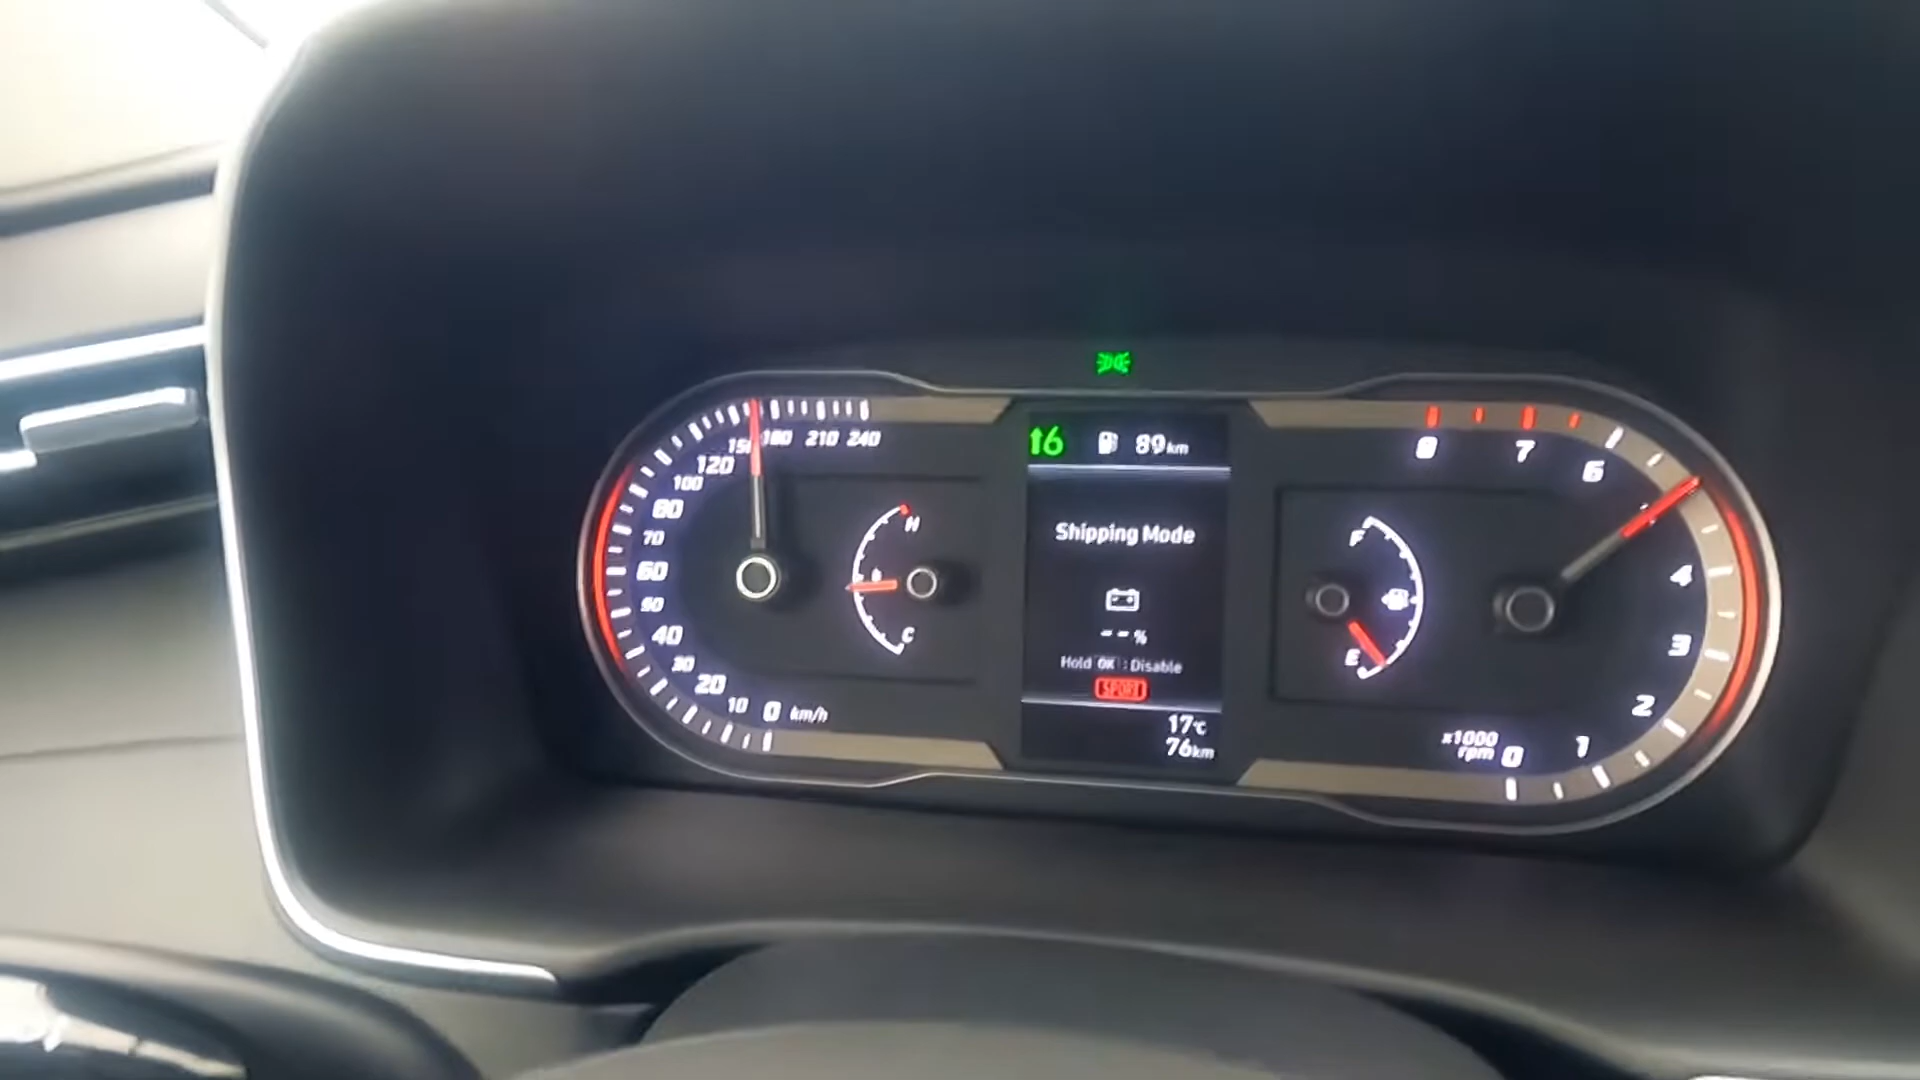 16 89km
Shipping Mode
-- %
Hold OK : Disable
SPORT
17℃
76km
240
210
180
120
100
80
70
60
50
40
30
20
10
0 km/h
H
C
F
E
8
7
6
4
3
2
1
0
x1000
rpm